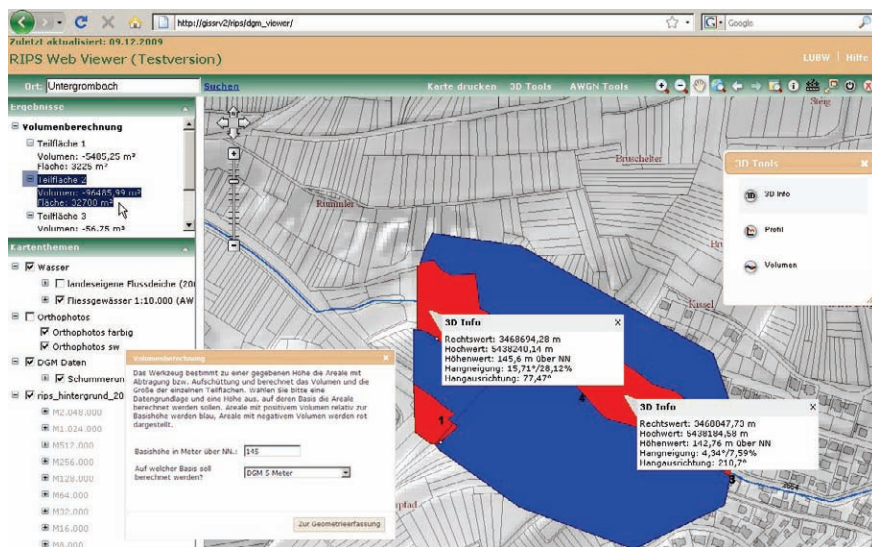 http://gissrv2/rips/dgm_viewer/
Google
Zuletzt aktualisiert: 09.12.2009
RIPS Web Viewer (Testversion)
LUBW | Hilfe
Ort: Untergrombach
Suchen
Karte drucken 3D Tools AWGN Tools
Ergebnisse
Volumenberechnung
Teilfläche 1
Volumen: -5485,25 m³
Fläche: 3225 m²
Teilfläche 2
Volumen: -96485,99 m³
Fläche: 32700 m²
Teilfläche 3
Volumen: -56,75 m³
Kartenthemen
Wasser
landeseigene Flussdeiche (20
Fliessgewässer 1:10.000 (AW
Orthophotos
Orthophotos farbig
Orthophotos sw
DGM Daten
Schummerun
rips_hintergrund_20
M2.048.000
M1.024.000
M512.000
M256.000
M128.000
M64.000
M32.000
M16.000
M8.000
Volumenberechnung
Das Werkzeug bestimmt zu einer gegebenen Höhe die Areale mit
Abtragung bzw. Aufschüttung und berechnet das Volumen und die
Größe der einzelnen Teilflächen. Wählen Sie bitte eine
Datengrundlage und eine Höhe aus, auf deren Basis die Areale
berechnet werden sollen. Areale mit positivem Volumen relativ zur
Basishöhe werden blau, Areale mit negativem Volumen werden rot
dargestellt.
Basishöhe in Meter über NN.: 145
Auf welcher Basis soll
berechnet werden?
DGM 5 Meter
Zur Geometrieerfassung
Steig
Bruschelter
Rummler
Kassel
3D Tools
3D Info
Profil
Volumen
3D Info
Rechtswert: 3468694,28 m
Hochwert: 5438240,14 m
Höhenwert: 145,6 m über NN
Hangneigung: 15,71°/28,12%
Hangausrichtung: 77,47°
1
4
3D Info
Rechtswert: 3468847,73 m
Hochwert: 5438184,58 m
Höhenwert: 142,76 m über NN
Hangneigung: 4,34°/7,59%
Hangausrichtung: 210,7°
3